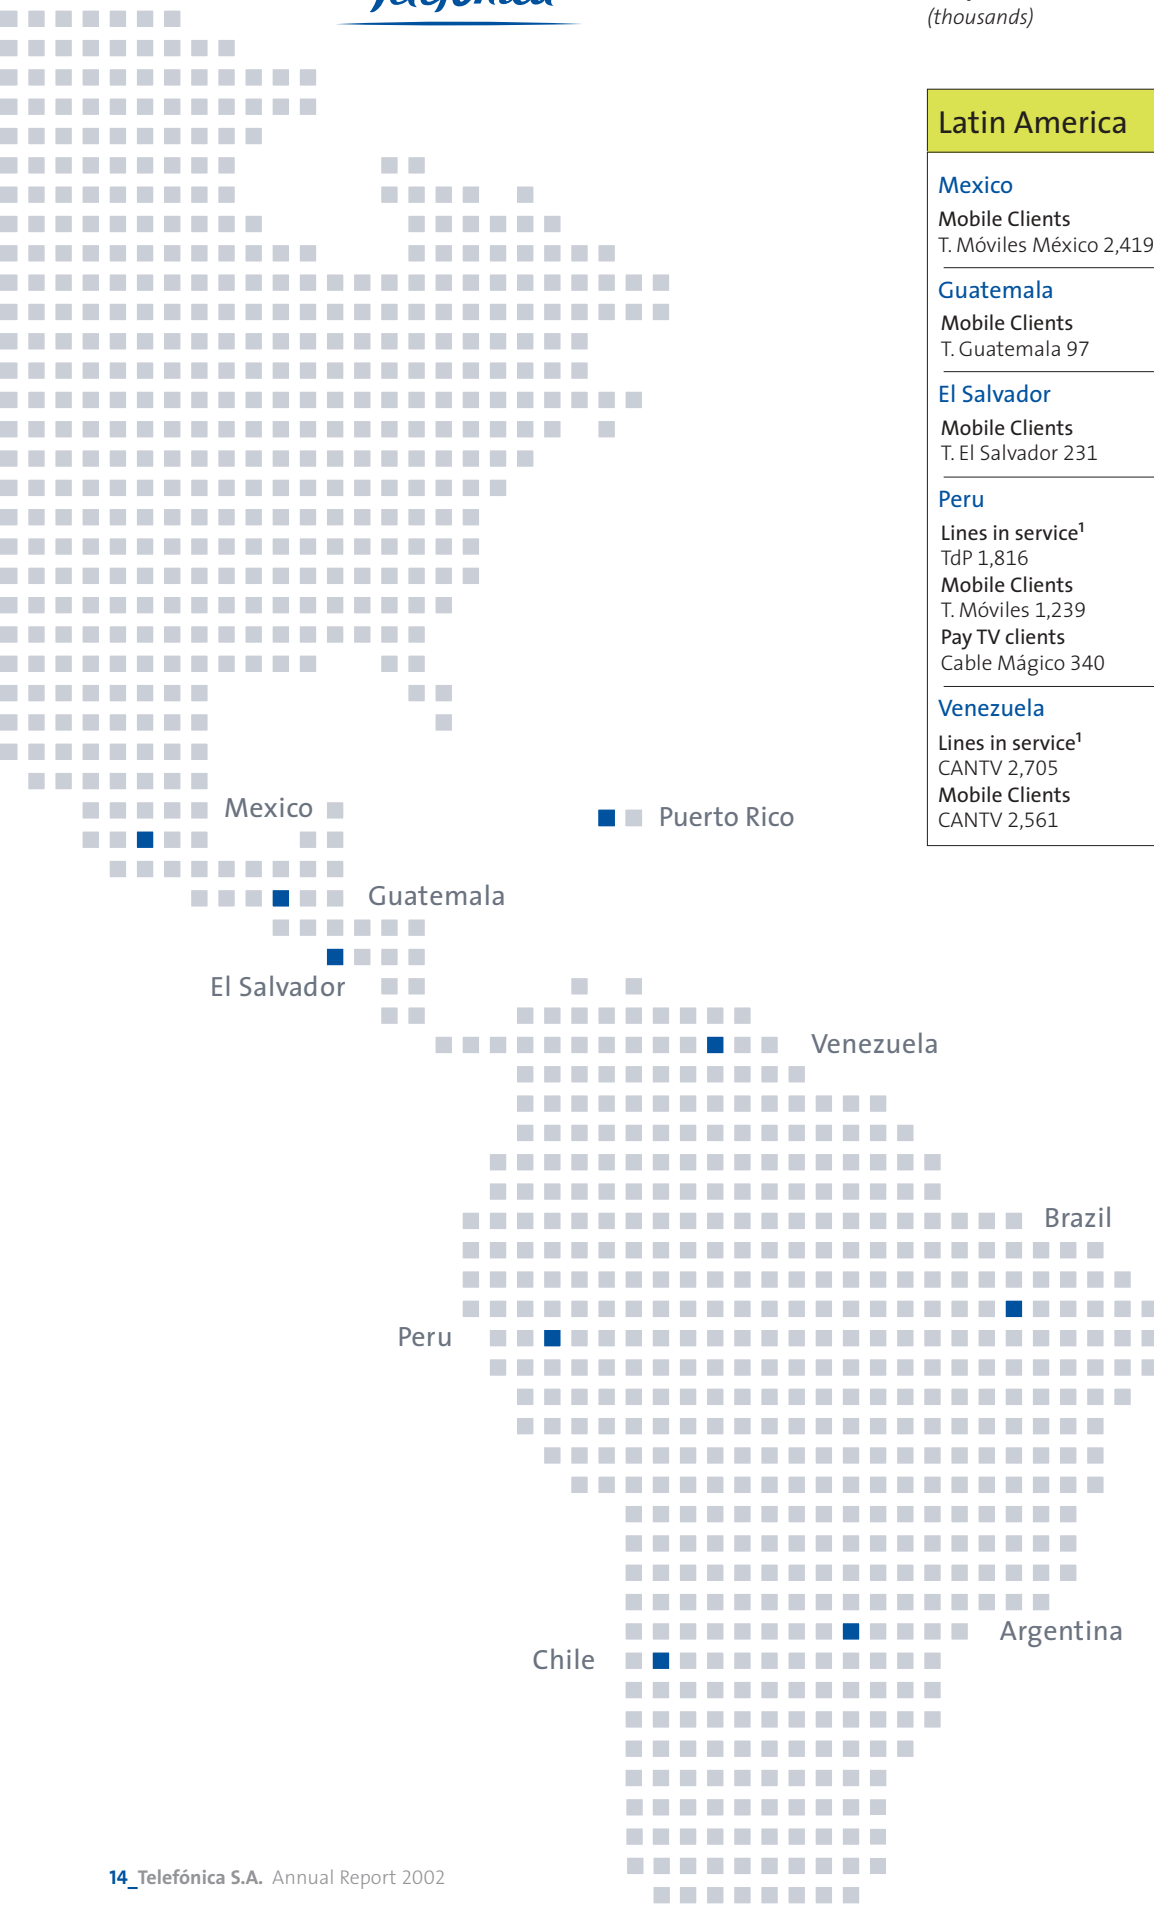 Telefónica
(thousands)
Latin America
Mexico
Mobile Clients
T. Móviles México 2,419
Guatemala
Mobile Clients
T. Guatemala 97
El Salvador
Mobile Clients
T. El Salvador 231
Peru
Lines in service¹
TdP 1,816
Mobile Clients
T. Móviles 1,239
Pay TV clients
Cable Mágico 340
Venezuela
Lines in service¹
CANTV 2,705
Mobile Clients
CANTV 2,561
Mexico
Puerto Rico
Guatemala
El Salvador
Venezuela
Brazil
Peru
Argentina
Chile
14_Telefónica S.A. Annual Report 2002